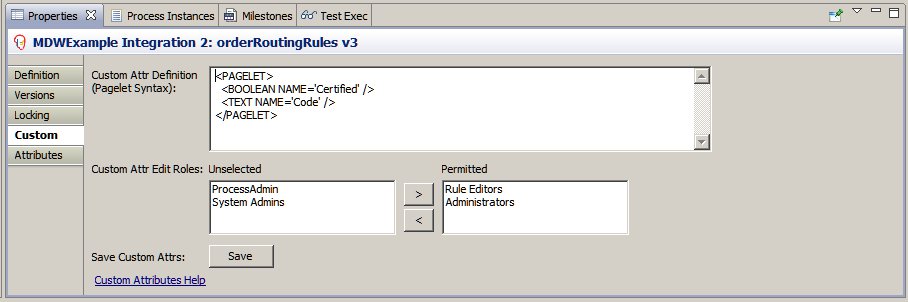 Properties Process Instances Milestones Test Exec
MDWExample Integration 2: orderRoutingRules v3
Definition
Versions
Locking
Custom
Attributes
Custom Attr Definition
(Pagelet Syntax):
<PAGELET>
<BOOLEAN NAME='Certified' />
<TEXT NAME='Code' />
</PAGELET>
Custom Attr Edit Roles: Unselected Permitted
ProcessAdmin
System Admins
>
<
Rule Editors
Administrators
Save Custom Attrs: Save
Custom Attributes Help